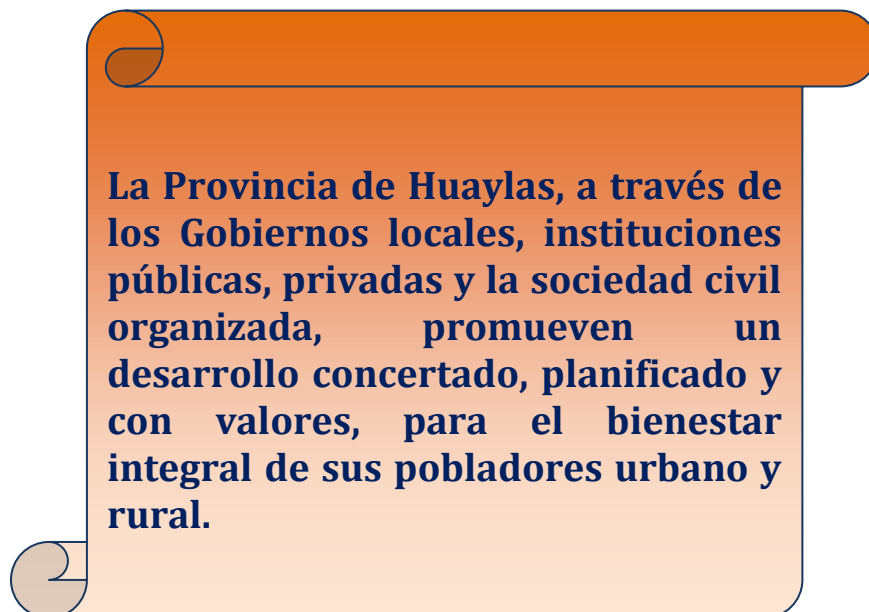 La Provincia de Huaylas, a través de
los Gobiernos locales, instituciones
públicas, privadas y la sociedad civil
organizada, promueven un
desarrollo concertado, planificado y
con valores, para el bienestar
integral de sus pobladores urbano y
rural.